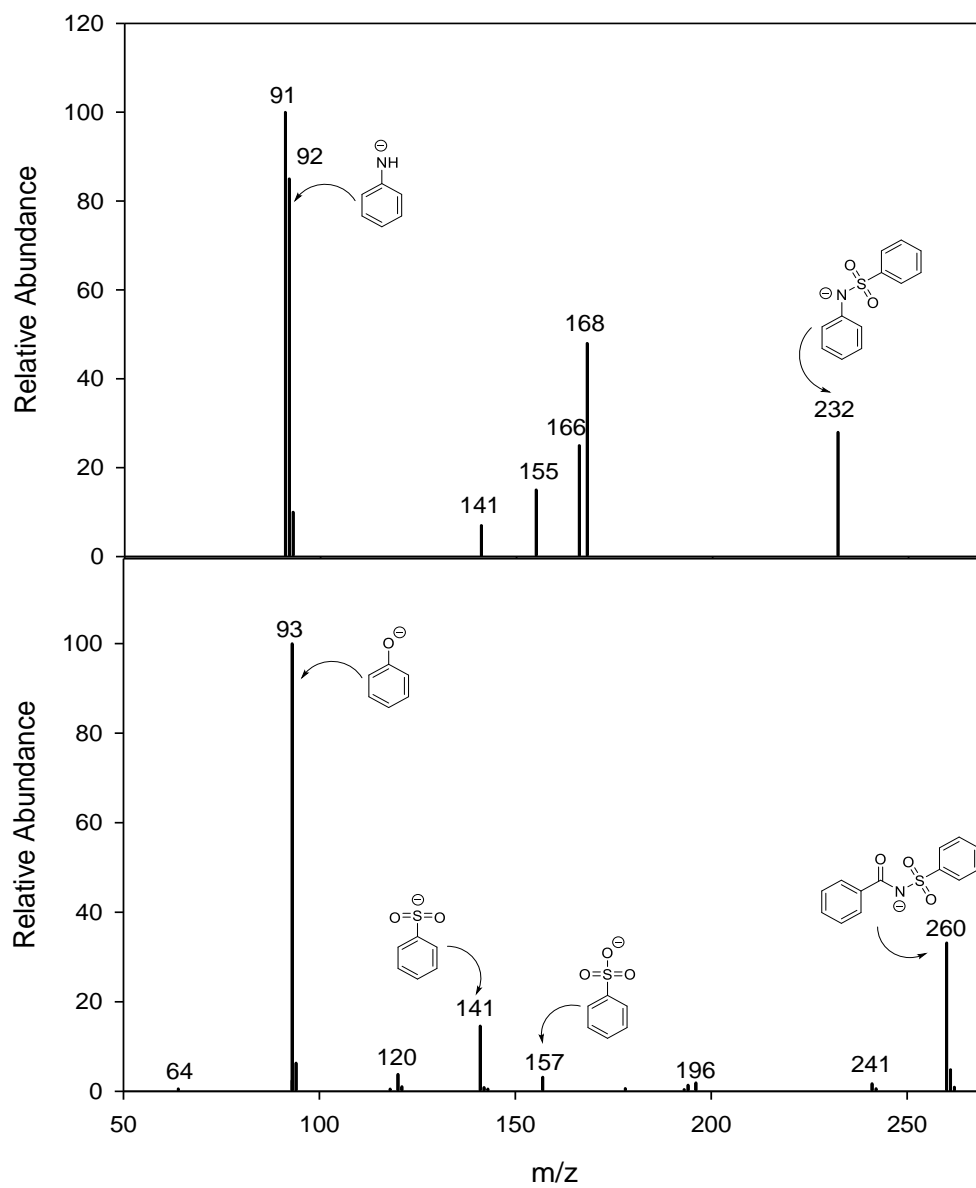 120
100
80
60
40
20
0
Relative Abundance
91
92
⊖
NH
141
155
166
168
O
O
S
⊖ N
232
100
80
60
40
20
0
Relative Abundance
93
⊖
O
64
120
⊖
O=S=O
141
⊖
O
O=S=O
157
196
241
O
O
S
N
O
⊖
260
50
100
150
200
250
m/z